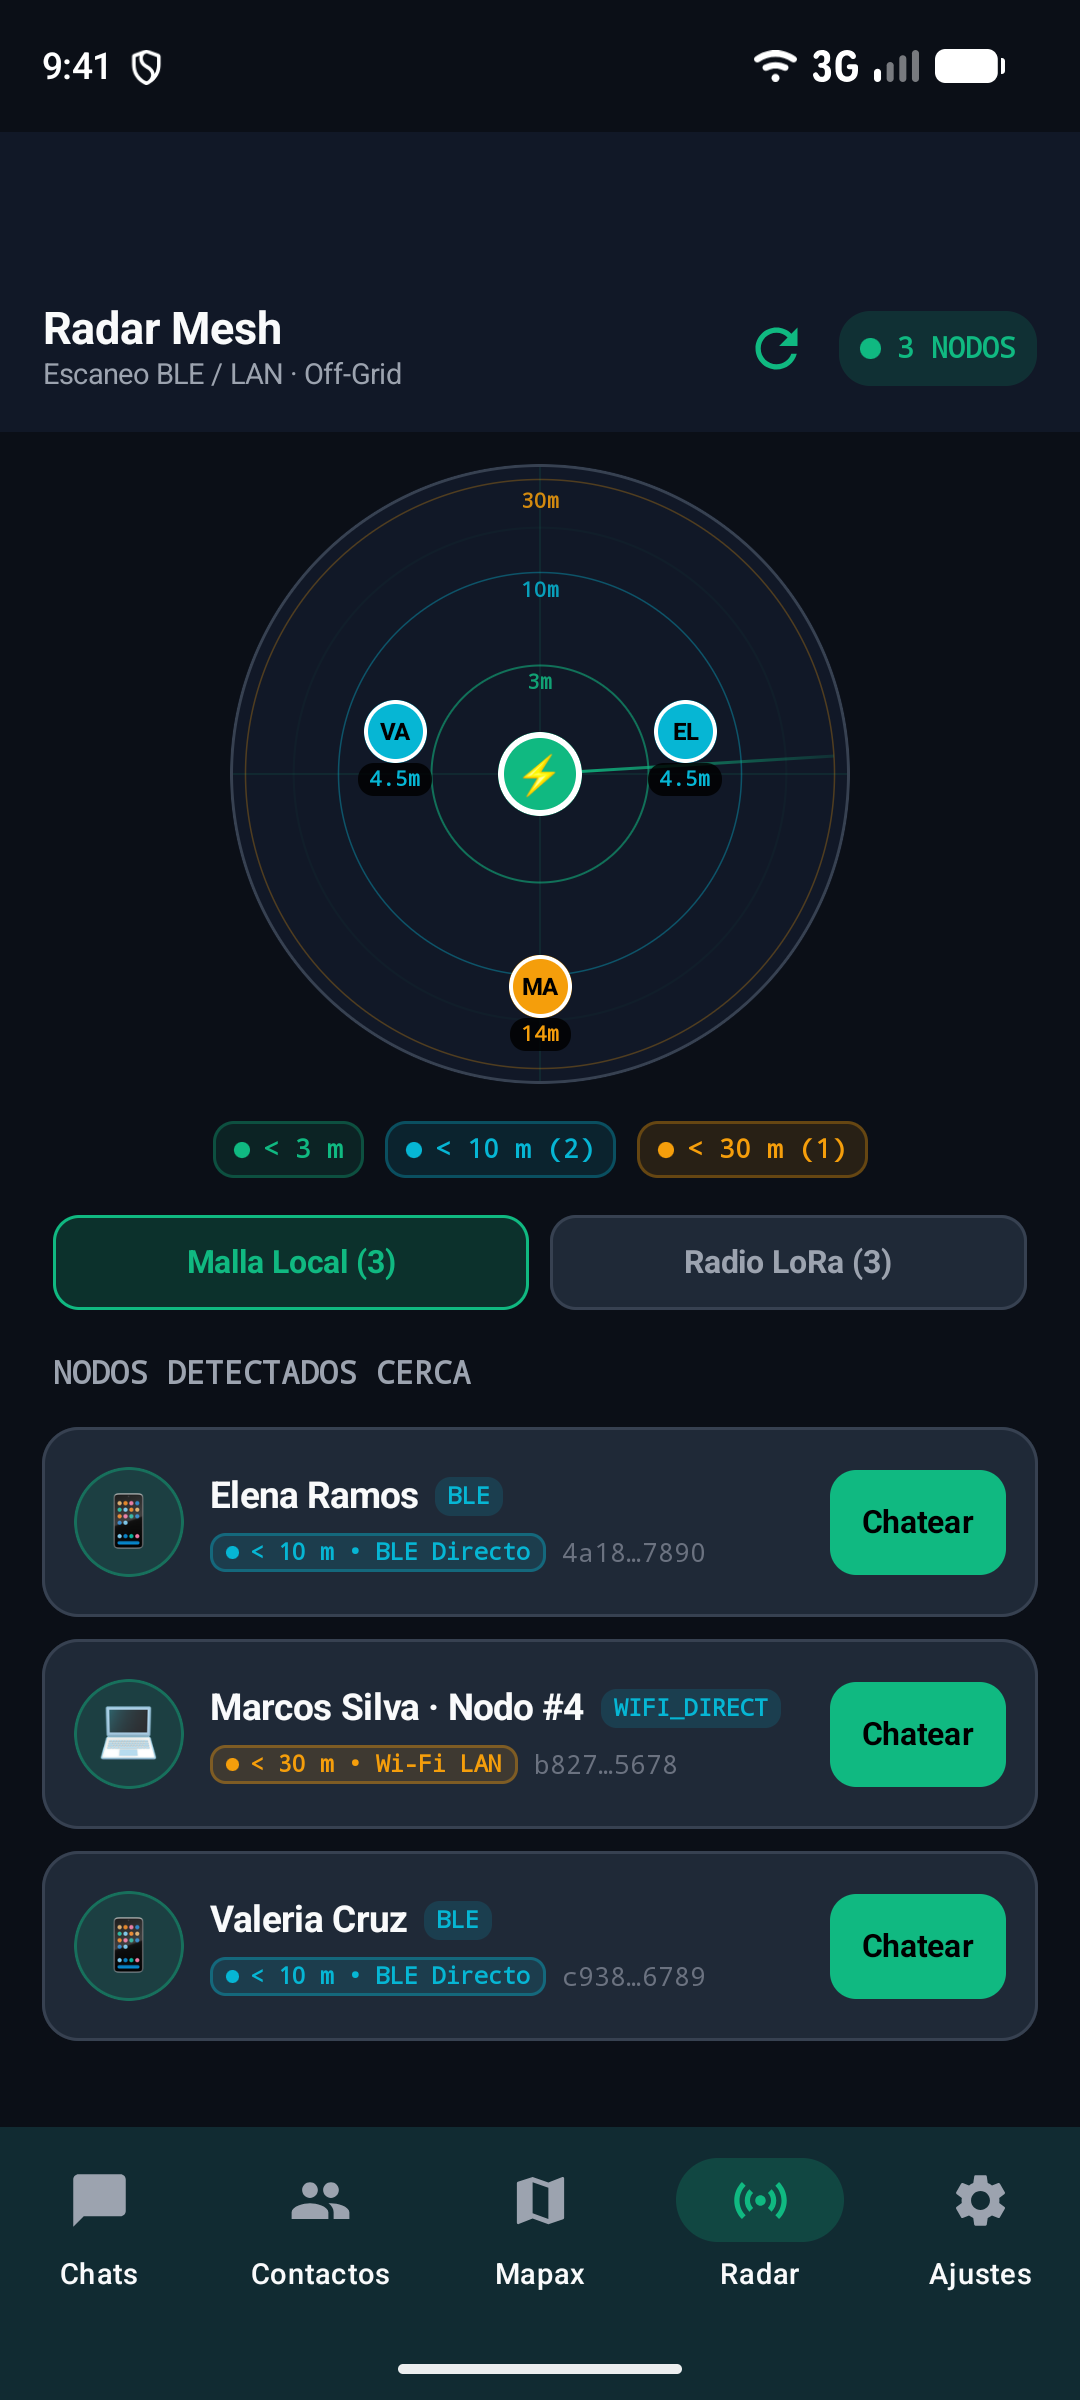 9:41
3G
Radar Mesh
Escaneo BLE / LAN · Off-Grid
3 NODOS
30m
10m
3m
VA
EL
4.5m
4.5m
MA
14m
< 3 m
< 10 m (2)
< 30 m (1)
Malla Local (3)
Radio LoRa (3)
NODOS DETECTADOS CERCA
Elena Ramos BLE
< 10 m • BLE Directo 4a18…7890
Chatear
Marcos Silva · Nodo #4 WIFI_DIRECT
< 30 m • Wi-Fi LAN b827…5678
Chatear
Valeria Cruz BLE
< 10 m • BLE Directo c938…6789
Chatear
Chats
Contactos
Mapax
Radar
Ajustes